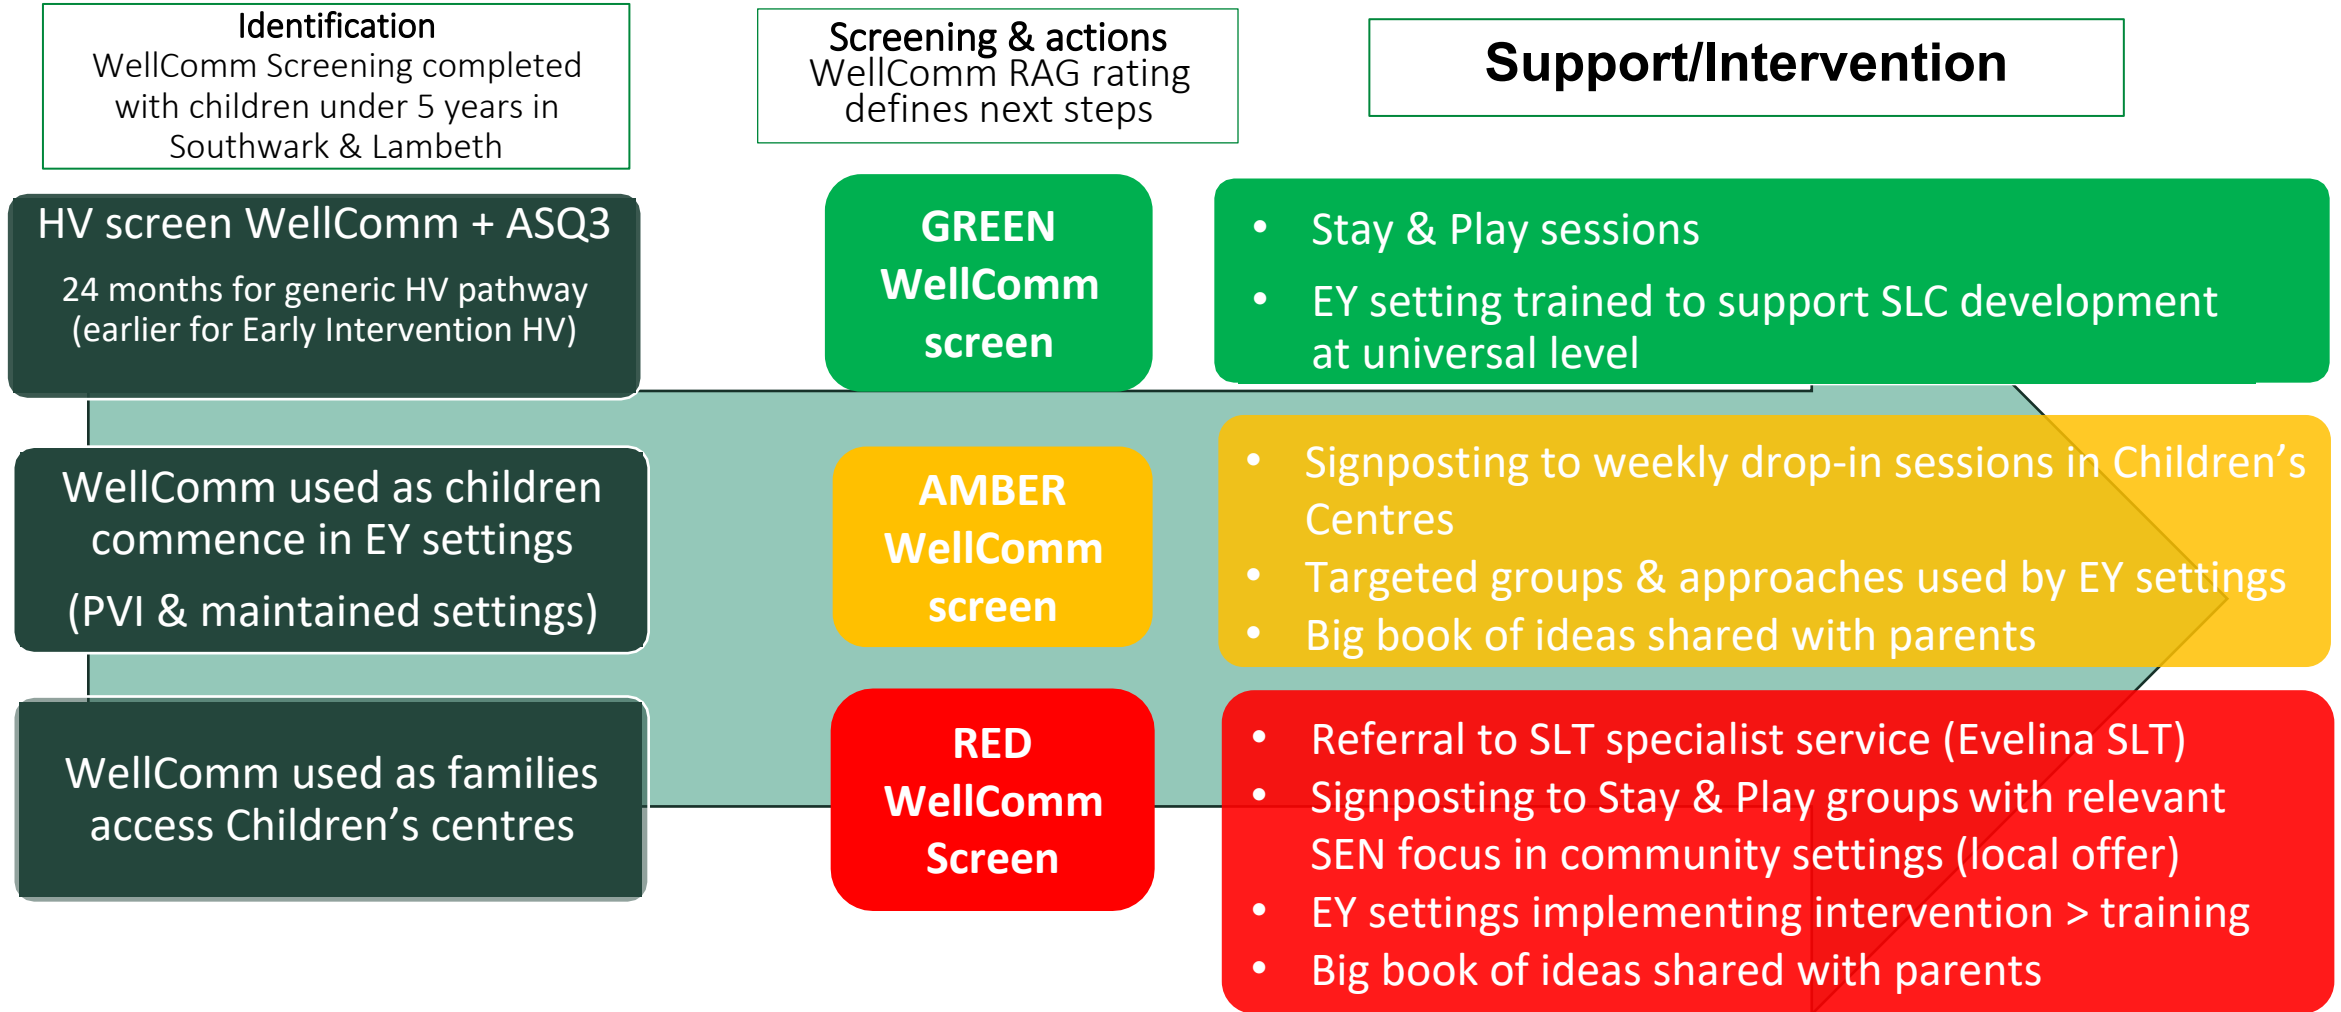 Identification
WellComm Screening completed
with children under 5 years in
Southwark & Lambeth
Screening & actions
WellComm RAG rating
defines next steps
Support/Intervention
HV screen WellComm + ASQ3
24 months for generic HV pathway
(earlier for Early Intervention HV)
GREEN
WellComm
screen
• Stay & Play sessions
• EY setting trained to support SLC development
at universal level
WellComm used as children
commence in EY settings
(PVI & maintained settings)
AMBER
WellComm
screen
• Signposting to weekly drop-in sessions in Children’s
Centres
• Targeted groups & approaches used by EY settings
• Big book of ideas shared with parents
WellComm used as families
access Children’s centres
RED
WellComm
Screen
• Referral to SLT specialist service (Evelina SLT)
• Signposting to Stay & Play groups with relevant
SEN focus in community settings (local offer)
• EY settings implementing intervention > training
• Big book of ideas shared with parents